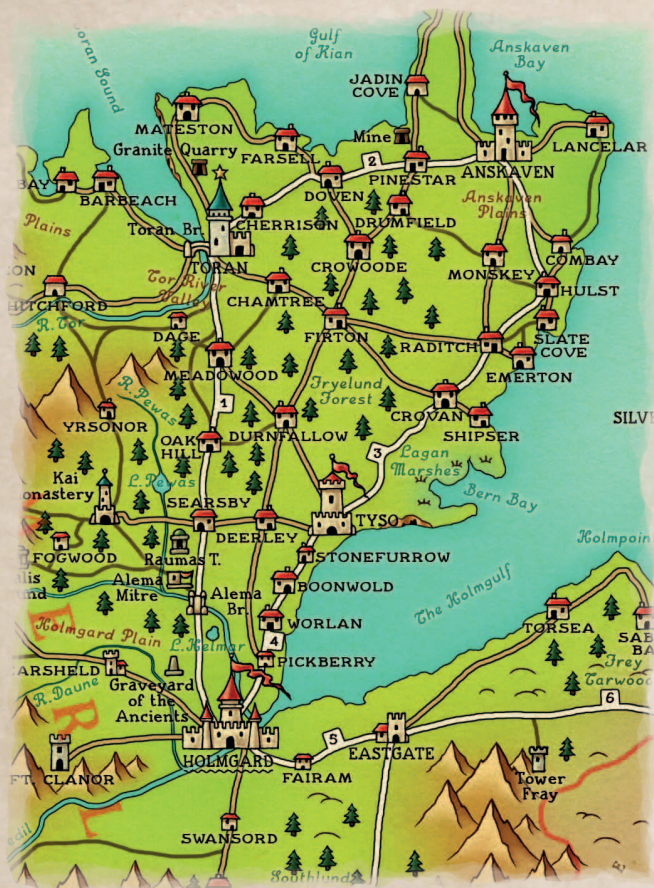 Toran Sound
Gulf
of Kian
Anskaven
Bay
JADIN
COVE
MATESTON
Granite Quarry
FARSELL
Mine
2
PINESTAR
ANSKAVEN
LANCELAR
BAY
BARBEACH
DOVEN
Plains
Toran Br.
CHERRISON
DRUMFIELD
Anskaven
Plains
TORAN
CROWOODE
MONSKEY
COMBAY
Tor River
Valley
CHAMTREE
HULST
R. Tor
DAGE
FIRTON
RADITCH
SLATE
COVE
MEADOWOOD
EMERTON
R. Pewas
1
Fryelund
Forest
CROVAN
SHIPSER
YRSONOR
OAK
HILL
DURNFALLOW
3
Lagan
Marshes
Kai
L. Pewas
Bern Bay
SEARSBY
DEERLEY
TYSO
FOGWOOD
Raumas T.
STONEFURROW
Holmpoin
Alema
Mitre
Alema
Br.
BOONWOLD
The Holmgulf
WORLAN
TORSEA
Holmgard Plain
L. Helmar
4
PICKBERRY
Graveyard
of the
Ancients
R. Daune
6
5
EASTGATE
FT. CLANOR
HOLMGARD
FAIRAM
Tower
Fray
SWANSORD
Southlund